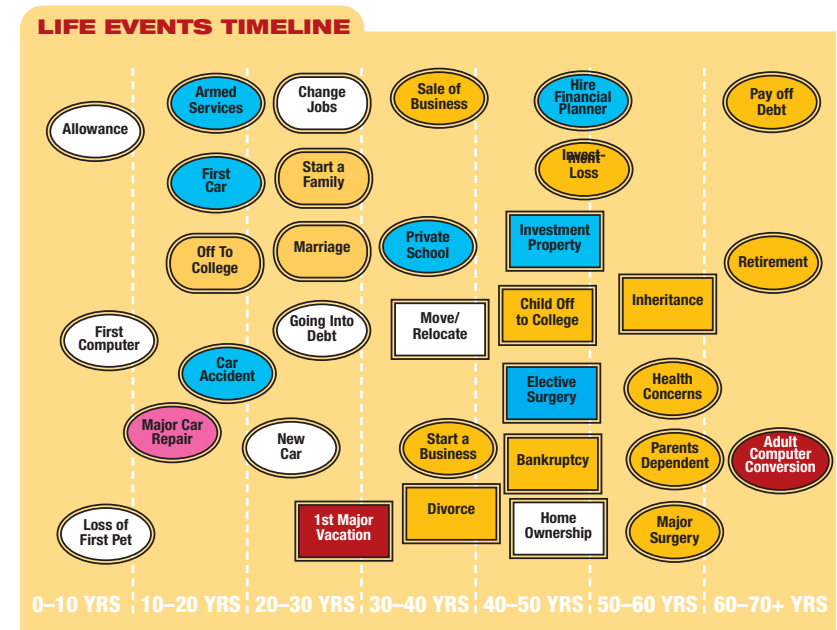 LIFE EVENTS TIMELINE
Allowance
Armed
Services
Change
Jobs
Sale of
Business
Hire
Financial
Planner
Pay off
Debt
First
Car
Start a
Family
Invest-
ment
Loss
Off To
College
Marriage
Private
School
Investment
Property
Retirement
First
Computer
Going Into
Debt
Move/
Relocate
Child Off
to College
Inheritance
Car
Accident
Elective
Surgery
Health
Concerns
Major Car
Repair
New
Car
Start a
Business
Bankruptcy
Parents
Dependent
Adult
Computer
Conversion
Loss of
First Pet
1st Major
Vacation
Divorce
Home
Ownership
Major
Surgery
0–10 YRS 10–20 YRS 20–30 YRS 30–40 YRS 40–50 YRS 50–60 YRS 60–70+ YRS